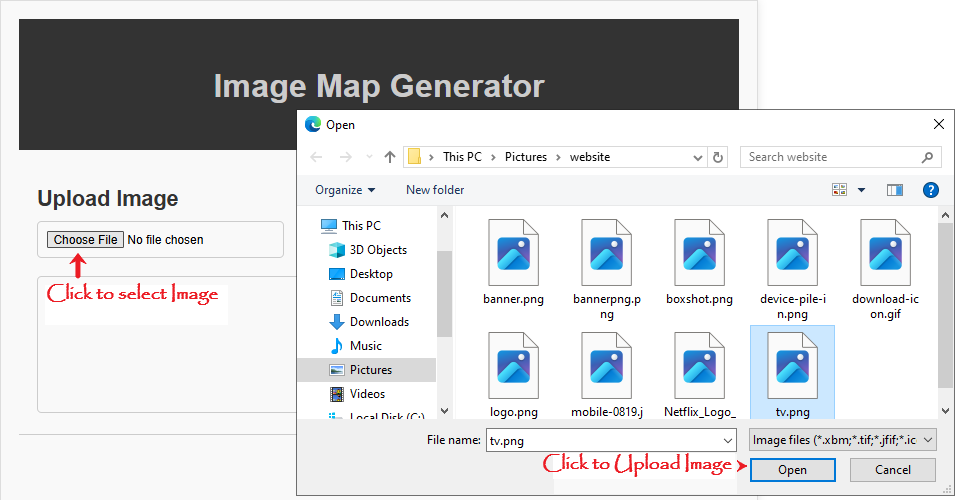 Image Map Generator
Upload Image
Choose File No file chosen
Click to select Image
Open
This PC > Pictures > website
Search website
Organize
New folder
This PC
3D Objects
Desktop
Documents
Downloads
Music
Pictures
Videos
Local Disk (C:)
banner.png
bannerpng.p
ng
boxshot.png
device-pile-i
n.png
download-ic
on.gif
logo.png
mobile-0819.j
Netflix_Logo_
tv.png
File name: tv.png
Image files (*.xbm;*.tif;*.jfif;*.ic
Click to Upload Image
Open
Cancel